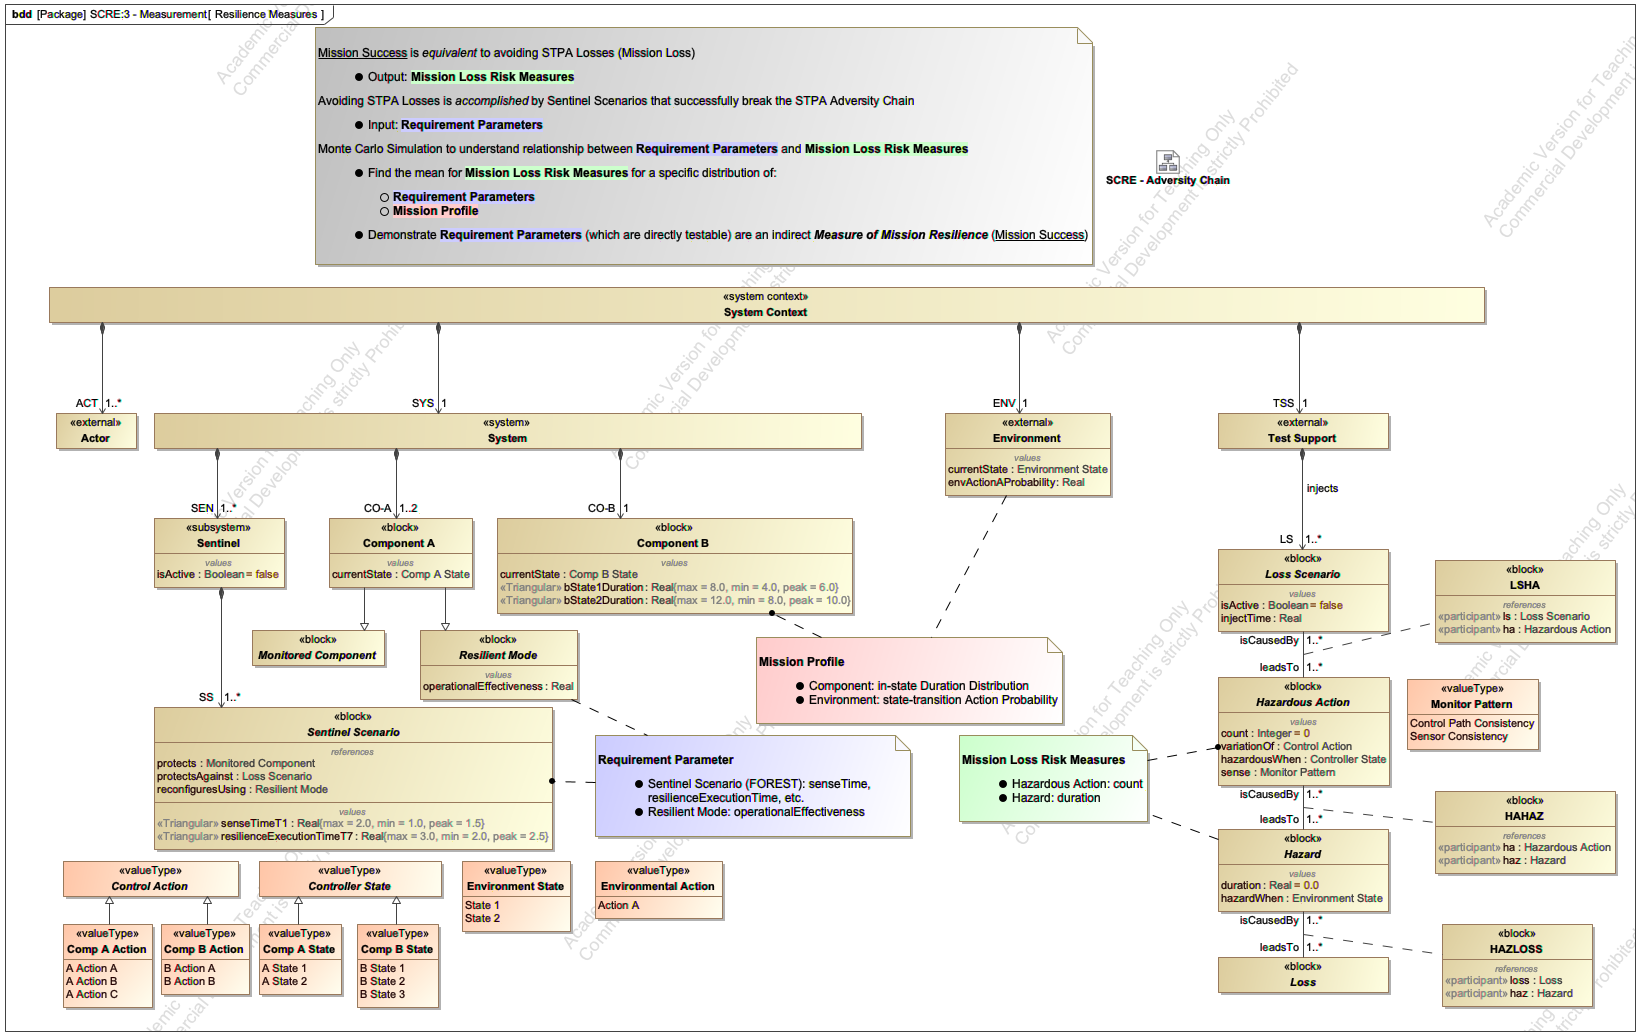 bdd [Package] SCRE:3 - Measurement[ Resilience Measures ]
Mission Success is equivalent to avoiding STPA Losses (Mission Loss)
● Output: Mission Loss Risk Measures
Avoiding STPA Losses is accomplished by Sentinel Scenarios that successfully break the STPA Adversity Chain
● Input: Requirement Parameters
Monte Carlo Simulation to understand relationship between Requirement Parameters and Mission Loss Risk Measures
● Find the mean for Mission Loss Risk Measures for a specific distribution of:
○ Requirement Parameters
○ Mission Profile
● Demonstrate Requirement Parameters (which are directly testable) are an indirect Measure of Mission Resilience (Mission Success)
SCRE - Adversity Chain
«system context»
System Context
ACT 1..*
SYS 1
ENV 1
TSS 1
«external»
Actor
«system»
System
«external»
Environment
values
currentState : Environment State
envActionAProbability: Real
«external»
Test Support
injects
SEN 1..*
CO-A 1..2
CO-B 1
LS 1..*
«subsystem»
Sentinel
values
isActive : Boolean = false
«block»
Component A
values
currentState : Comp A State
«block»
Component B
values
currentState : Comp B State
«Triangular» bState1Duration : Real{max = 8.0, min = 4.0, peak = 6.0}
«Triangular» bState2Duration : Real{max = 12.0, min = 8.0, peak = 10.0}
«block»
Loss Scenario
values
isActive : Boolean = false
injectTime : Real
«block»
LSHA
references
«participant» ls : Loss Scenario
«participant» ha : Hazardous Action
«block»
Monitored Component
«block»
Resilient Mode
values
operationalEffectiveness : Real
Mission Profile
● Component: in-state Duration Distribution
● Environment: state-transition Action Probability
isCausedBy 1..*
leadsTo 1..*
SS 1..*
«block»
Sentinel Scenario
references
protects : Monitored Component
protectsAgainst : Loss Scenario
reconfiguresUsing : Resilient Mode
values
«Triangular» senseTimeT1 : Real{max = 2.0, min = 1.0, peak = 1.5}
«Triangular» resilienceExecutionTimeT7 : Real{max = 3.0, min = 2.0, peak = 2.5}
Requirement Parameter
● Sentinel Scenario (FOREST): senseTime,
resilienceExecutionTime, etc.
● Resilient Mode: operationalEffectiveness
Mission Loss Risk Measures
● Hazardous Action: count
● Hazard: duration
«block»
Hazardous Action
values
count : Integer = 0
variationOf : Control Action
hazardousWhen : Controller State
sense : Monitor Pattern
«valueType»
Monitor Pattern
Control Path Consistency
Sensor Consistency
isCausedBy 1..*
leadsTo 1..*
«block»
HAHAZ
references
«participant» ha : Hazardous Action
«participant» haz : Hazard
«block»
Hazard
values
duration : Real = 0.0
hazardWhen : Environment State
isCausedBy 1..*
leadsTo 1..*
«block»
HAZLOSS
references
«participant» loss : Loss
«participant» haz : Hazard
«block»
Loss
«valueType»
Control Action
«valueType»
Controller State
«valueType»
Environment State
State 1
State 2
«valueType»
Environmental Action
Action A
«valueType»
Comp A Action
A Action A
A Action B
A Action C
«valueType»
Comp B Action
B Action A
B Action B
«valueType»
Comp A State
A State 1
A State 2
«valueType»
Comp B State
B State 1
B State 2
B State 3
Academic Version for Teaching Only
Commercial Development is strictly Prohibited